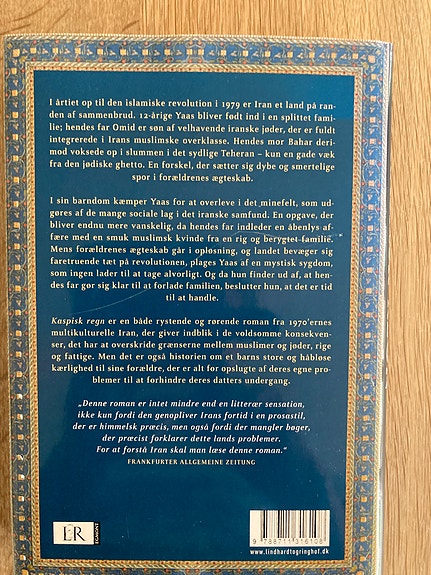 I årtiet op til den islamiske revolution i 1979 er Iran et land på ran-
den af sammenbrud. 12-årige Yaas bliver født ind i en splittet fami-
lie; hendes far Omid er søn af velhavende iranske jøder, der er fuldt
integrerede i Irans muslimske overklasse. Hendes mor Bahar deri-
mod voksede op i slummen i det sydlige Teheran – kun en gade væk
fra den jødiske ghetto. En forskel, der sætter sig dybe og smertelige
spor i forældrenes ægteskab.
I sin barndom kæmper Yaas for at overleve i det minefelt, som ud-
gøres af de mange sociale lag i det iranske samfund. En opgave, der
bliver endnu mere vanskelig, da hendes far indleder en åbenlys af-
fære med en smuk muslimsk kvinde fra en rig og berygtet familie.
Mens forældrenes ægteskab går i opløsning, og landet bevæger sig
faretruende tæt på revolutionen, plages Yaas af en mystisk sygdom,
som ingen lader til at tage alvorligt. Og da hun finder ud af, at hen-
des far gør sig klar til at forlade familien, beslutter hun, at det er tid
til at handle.
Kaspisk regn er en både rystende og rørende roman fra 1970'ernes
multikulturelle Iran, der giver indblik i de voldsomme konsekven-
ser, det har at overskride grænserne mellem muslimer og jøder, rige
og fattige. Men det er også historien om et barns store og håbløse
kærlighed til sine forældre, der er alt for opslugte af deres egne pro-
blemer til at forhindre deres datters undergang.
„Denne roman er intet mindre end en litterær sensation,
ikke kun fordi den genopliver Irans fortid i en prosastil,
der er himmelsk præcis, men også fordi der mangler bøger,
der præcist forklarer dette lands problemer.
For at forstå Iran skal man læse denne roman."
FRANKFURTER ALLGEMEINE ZEITUNG
L&R
EGMONT
9 788711 316108
www.lindhardtogringhof.dk